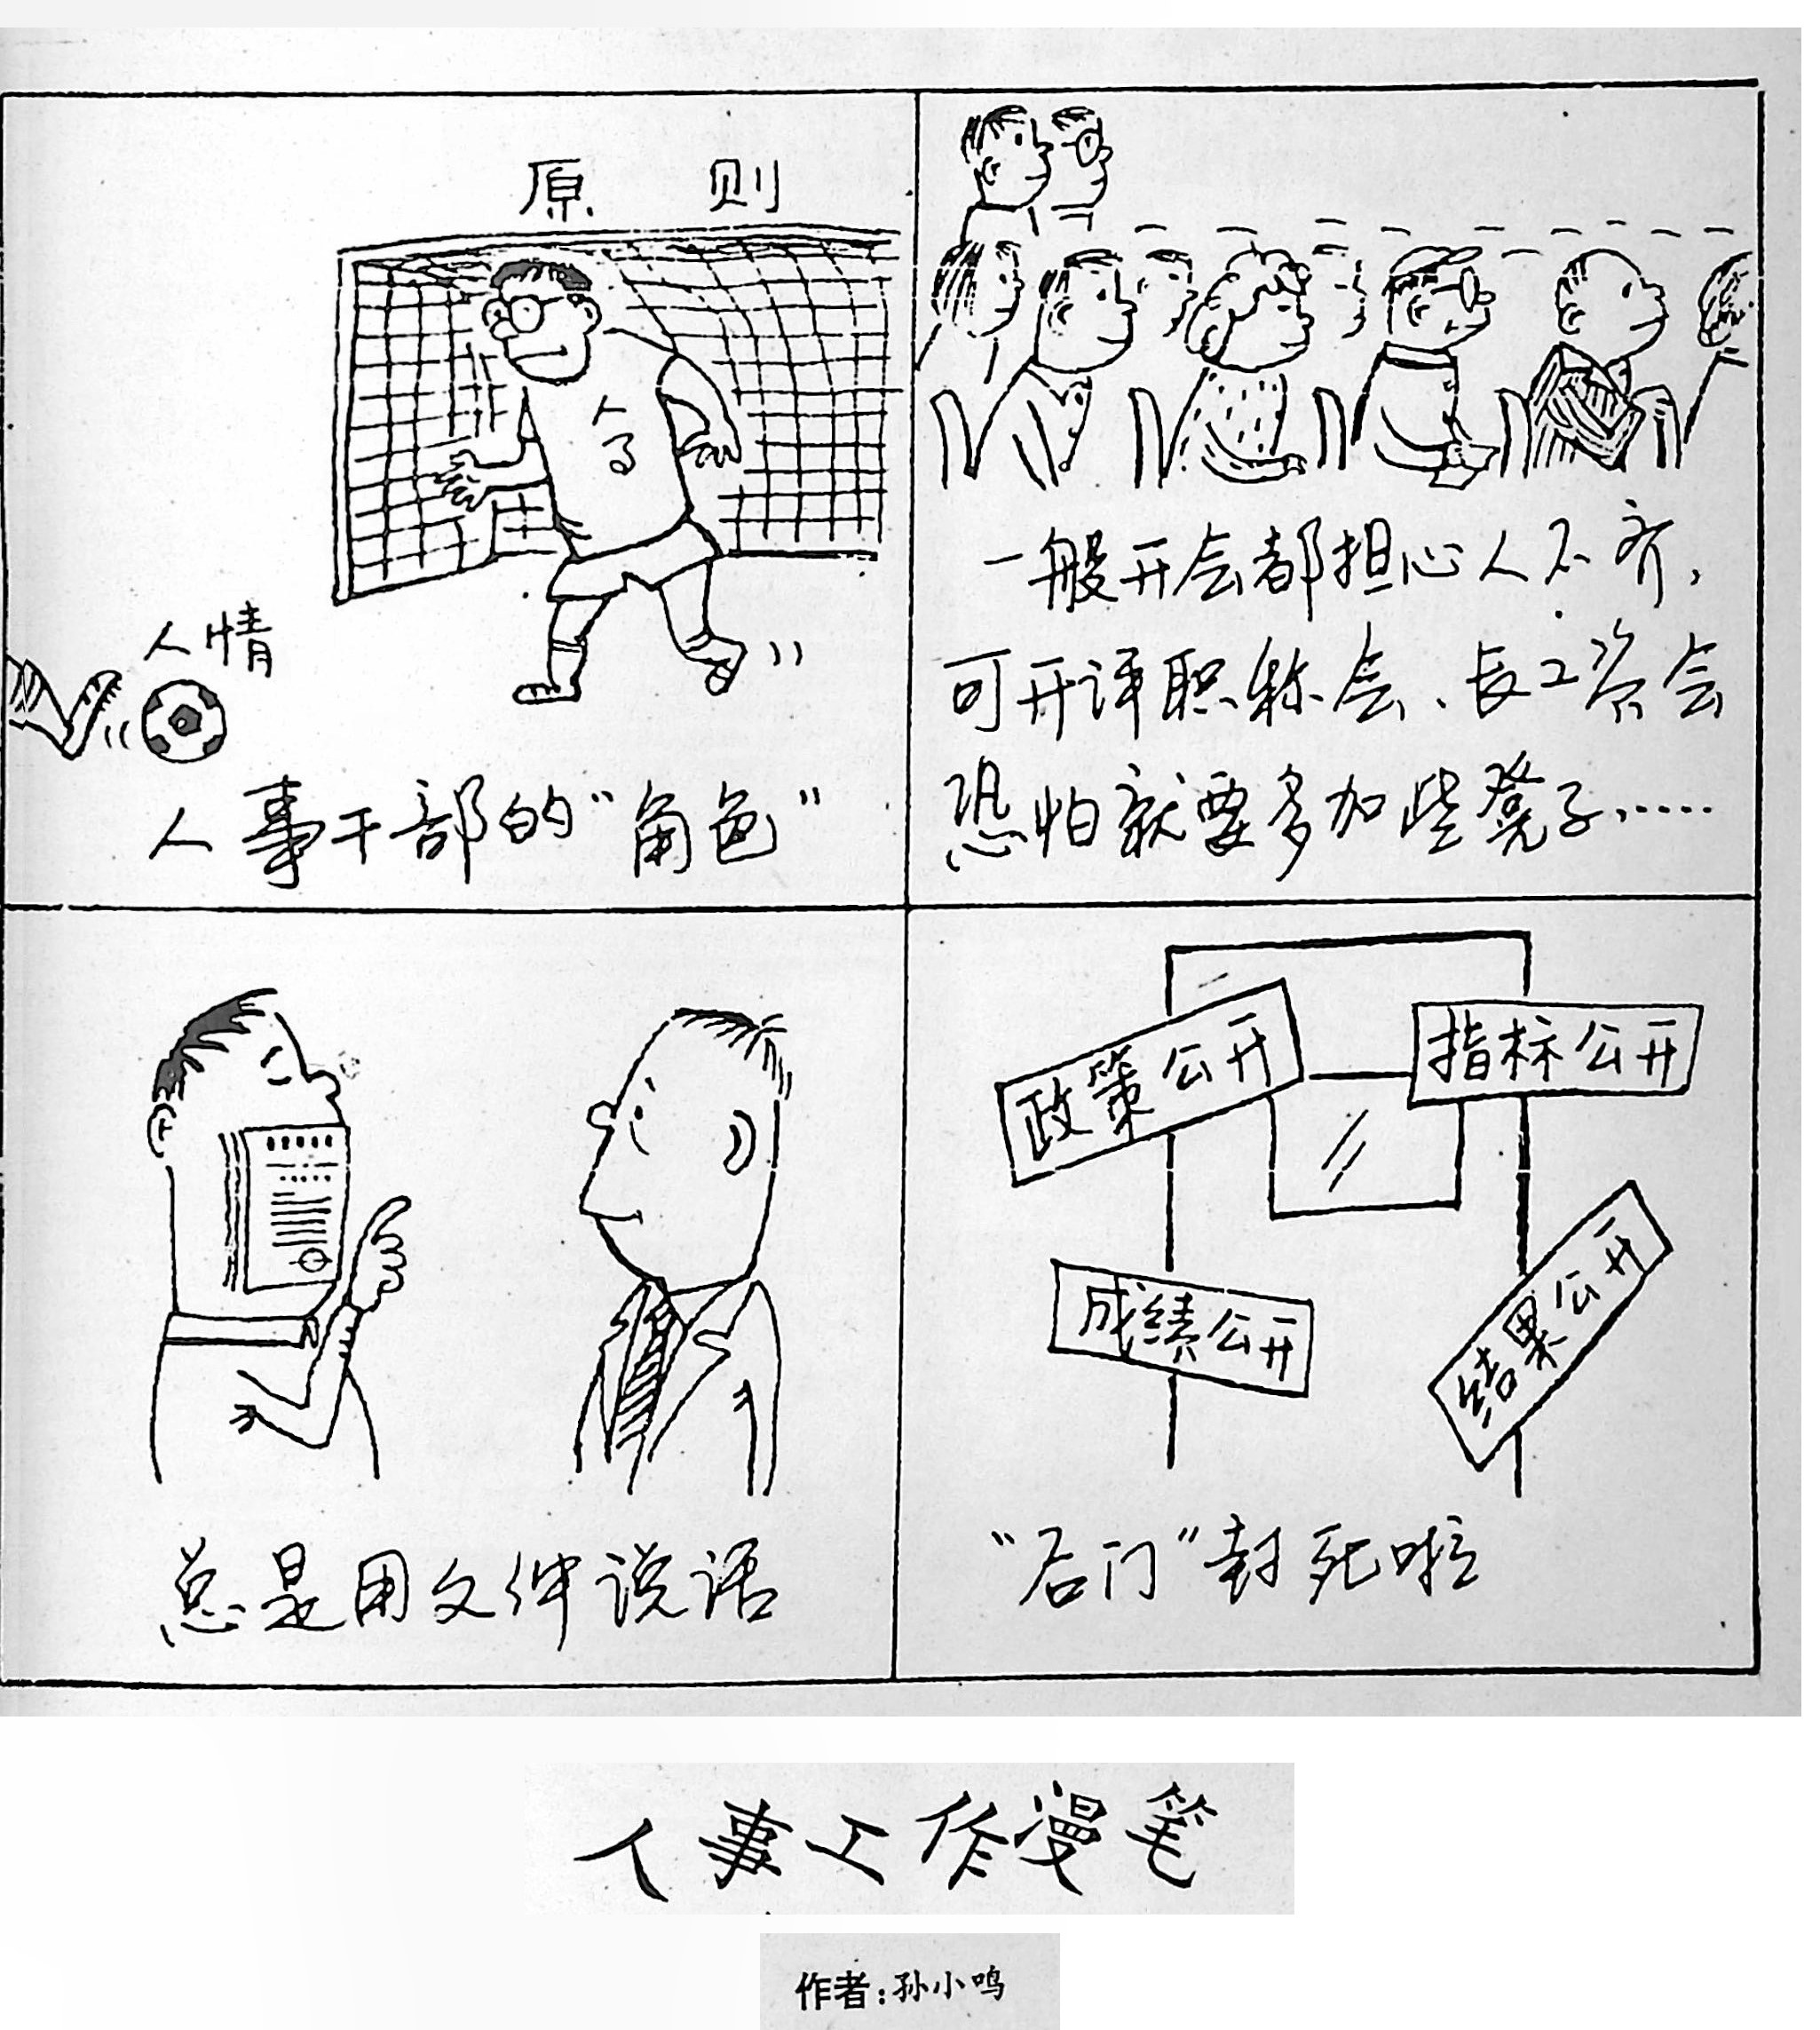 原则
人情
人事干部的“角色”
一般开会都担心人不齐，
可开评职称会、长工资会
恐怕就要多加些凳子……
总是用文件说话
政策公开
指标公开
成绩公开
结果公开
“后门”封死啦
人事工作漫笔
作者：孙小鸣